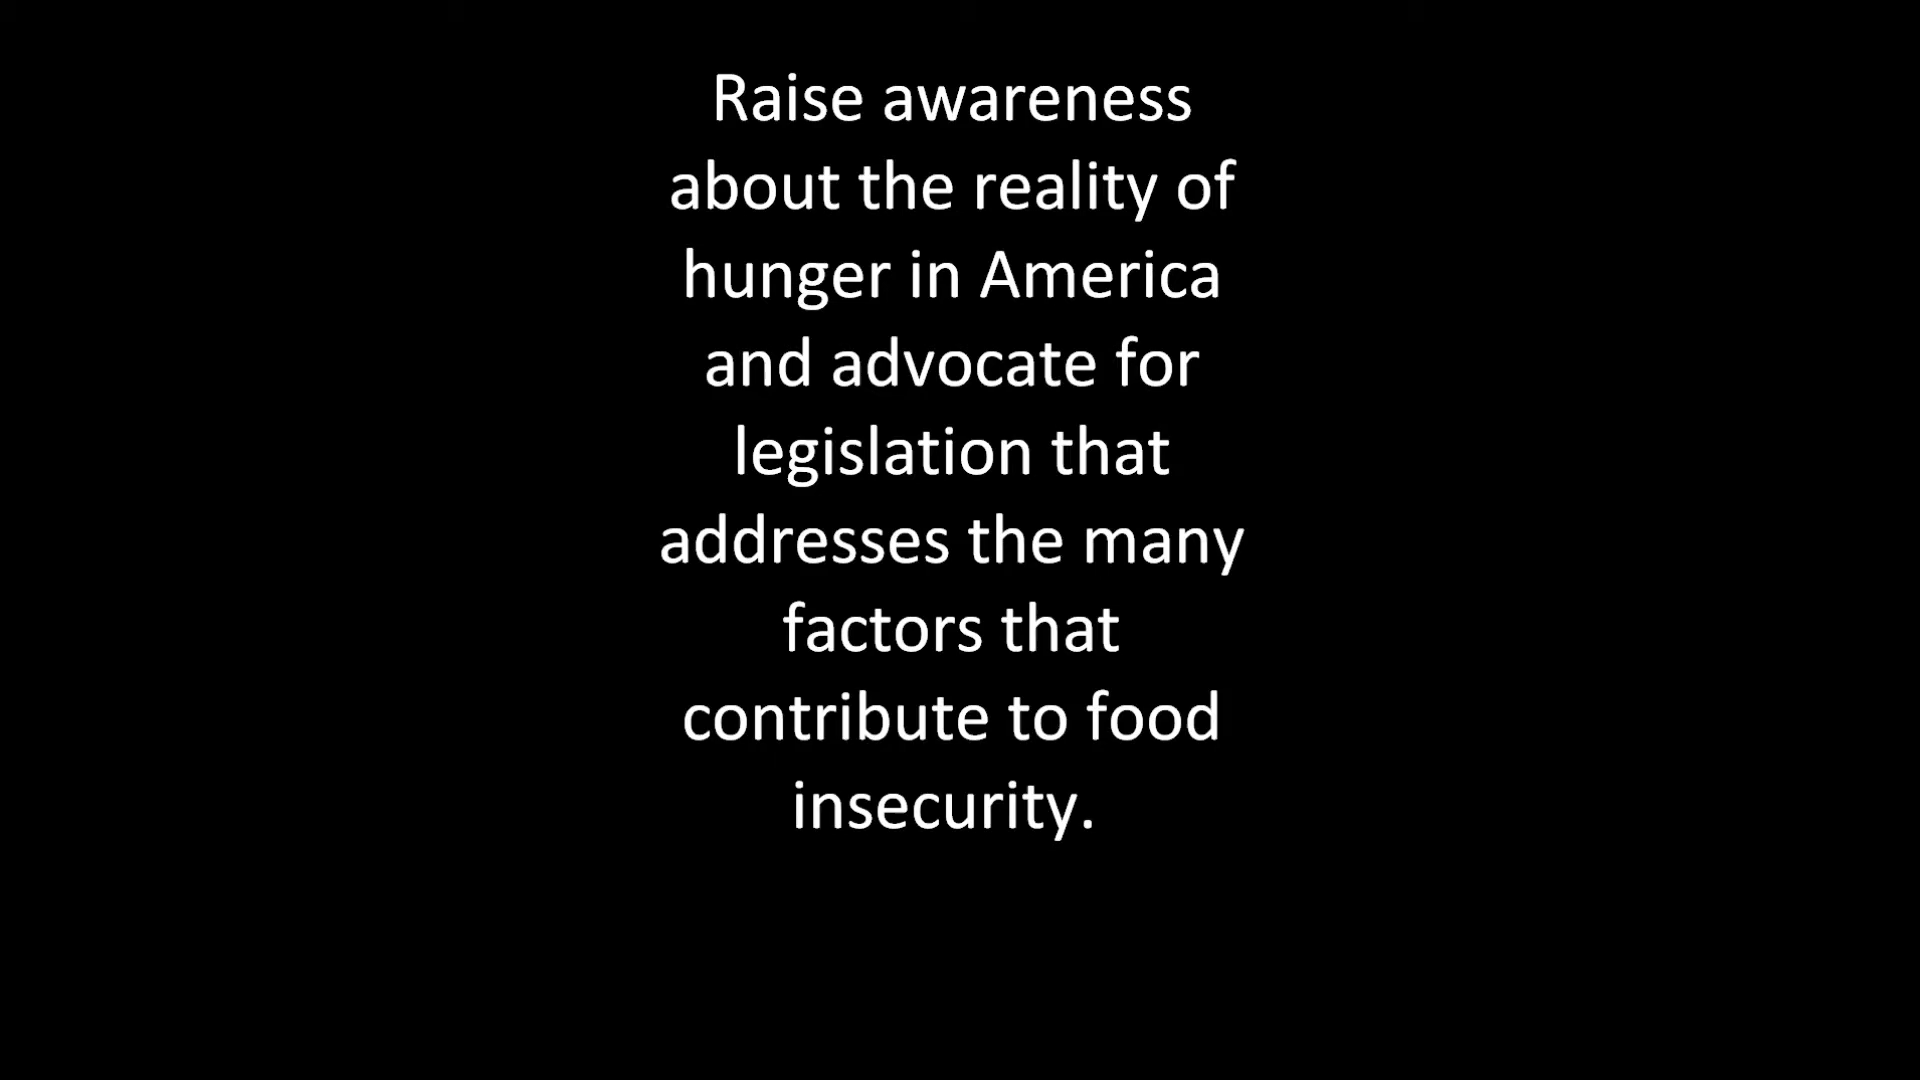 Raise awareness
about the reality of
hunger in America
and advocate for
legislation that
addresses the many
factors that
contribute to food
insecurity.